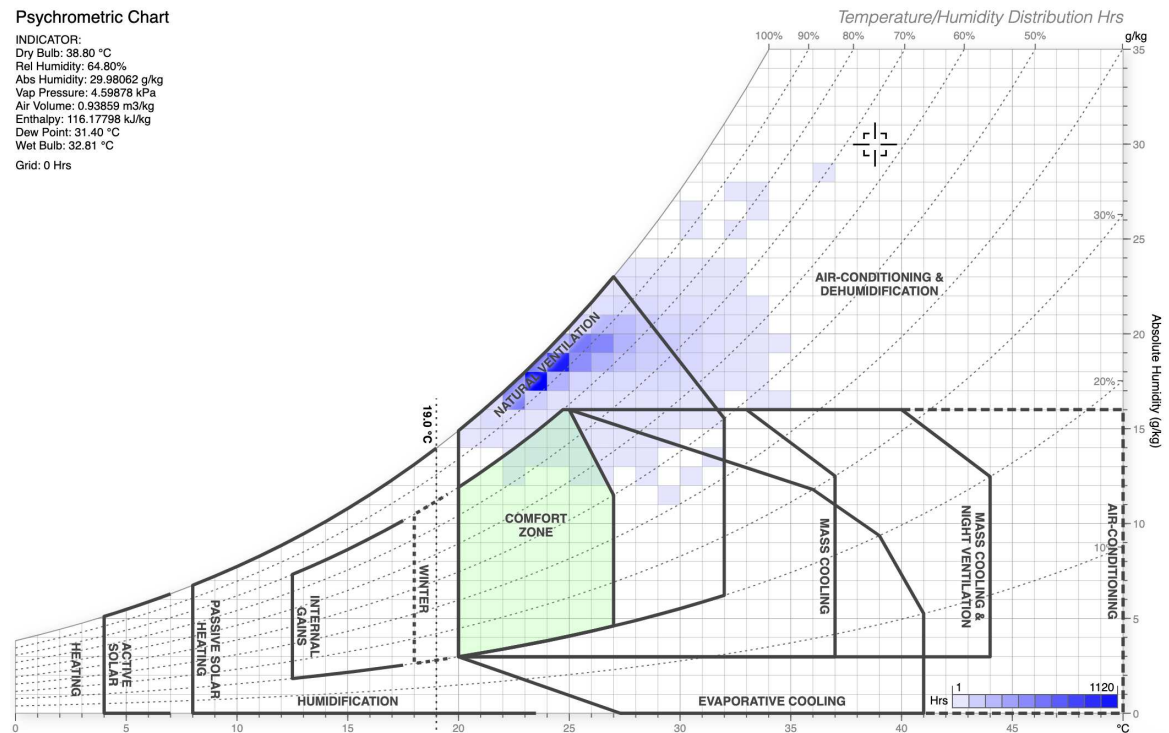 Psychrometric Chart
INDICATOR:
Dry Bulb: 38.80 °C
Rel Humidity: 64.80%
Abs Humidity: 29.98062 g/kg
Vap Pressure: 4.59878 kPa
Air Volume: 0.93859 m3/kg
Enthalpy: 116.17798 kJ/kg
Dew Point: 31.40 °C
Wet Bulb: 32.81 °C
Grid: 0 Hrs
Temperature/Humidity Distribution Hrs
100% 90% 80% 70% 60% 50% g/kg
35
30
30%
25
20
20%
15
10
10%
5
0
Absolute Humidity (g/kg)
AIR-CONDITIONING &
DEHUMIDIFICATION
NATURAL VENTILATION
19.0 °C
COMFORT
ZONE
WINTER
MASS COOLING
MASS COOLING &
NIGHT VENTILATION
AIR-CONDITIONING
HEATING
ACTIVE
SOLAR
PASSIVE SOLAR
HEATING
INTERNAL
GAINS
HUMIDIFICATION
EVAPORATIVE COOLING
Hrs 1 1120
0 5 10 15 20 25 30 35 40 45 °C